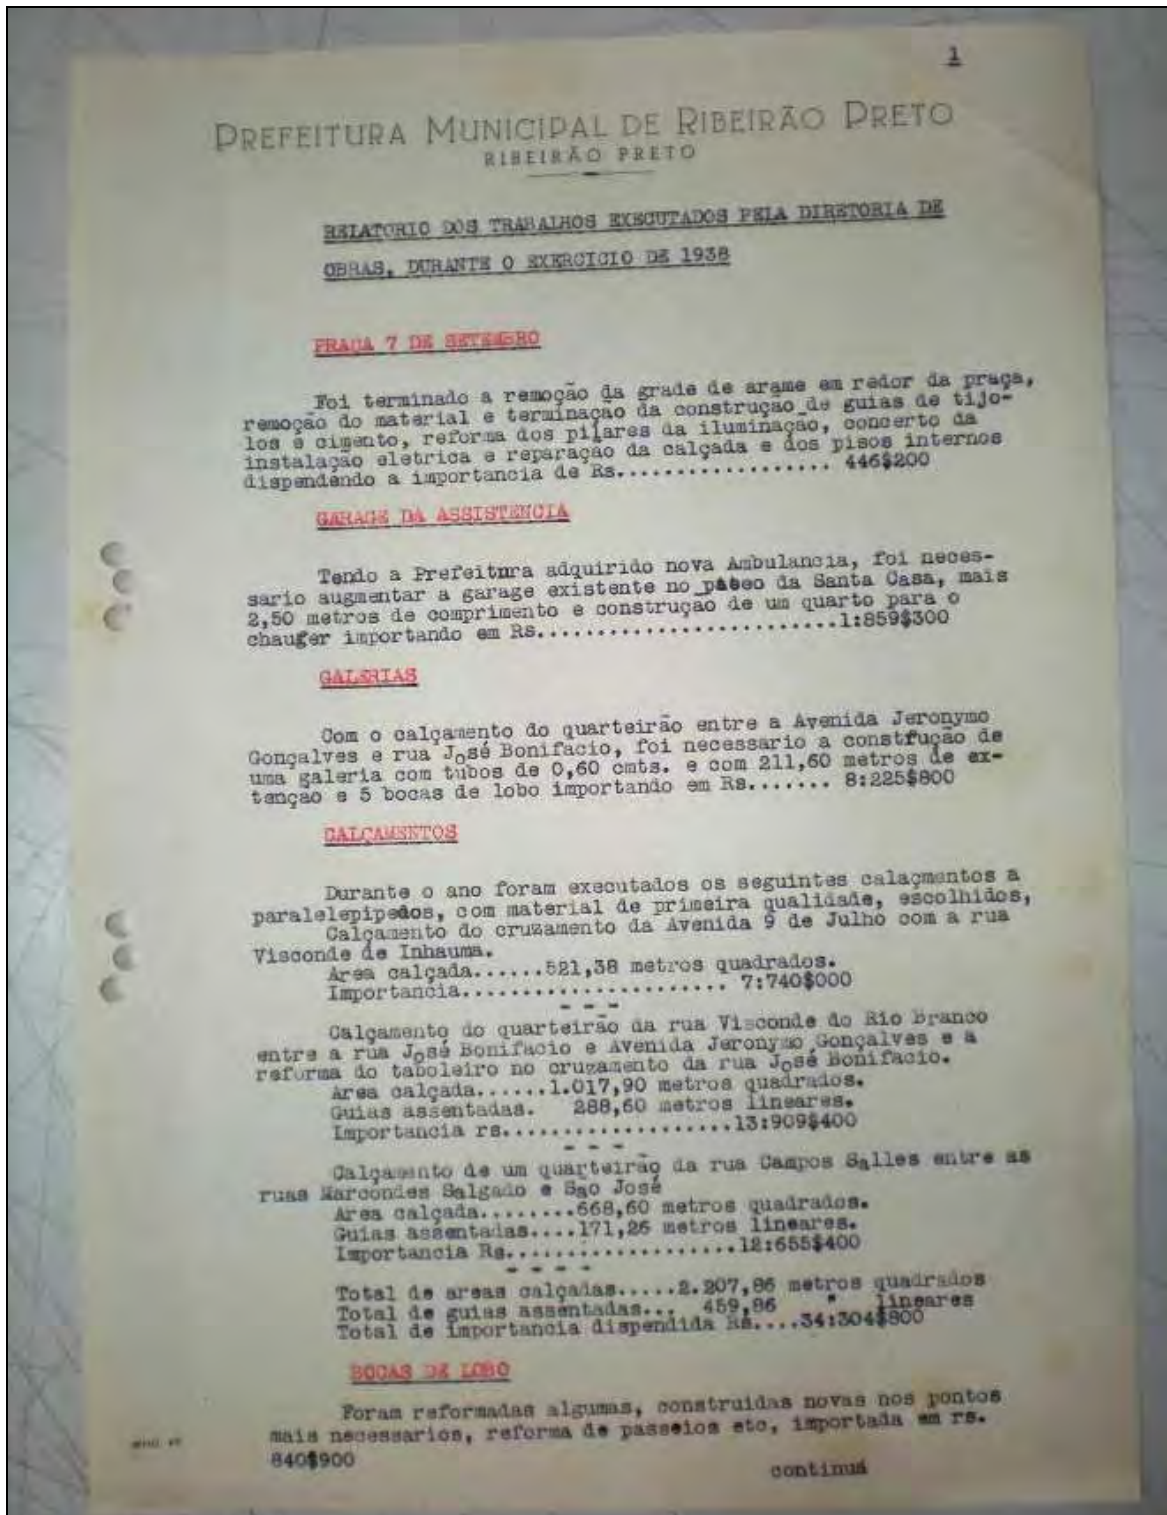 1
PREFEITURA MUNICIPAL DE RIBEIRÃO PRETO
RIBEIRÃO PRETO
RELATORIO DOS TRABALHOS EXECUTADOS PELA DIRETORIA DE
OBRAS, DURANTE O EXERCICIO DE 1938
PRAÇA 7 DE SETEMBRO
Foi terminado a remoção da grade de arame em redor da praça,
remoção do material e terminação da construção de guias de tijo-
los e cimento, reforma dos pilares da iluminação, concerto da
instalação eletrica e reparação da calçada e dos pisos internos
dispendendo a importancia de Rs.................. 446$200
GARAGE DA ASSISTENCIA
Tendo a Prefeitura adquirido nova Ambulancia, foi neces-
sario augmentar a garage existente no pateo da Santa Casa, mais
2,50 metros de comprimento e construção de um quarto para o
chaufer importando em Rs.........................1:859$300
GALERIAS
Com o calçamento do quarteirão entre a Avenida Jeronymo
Gonçalves e rua José Bonifacio, foi necessario a construção de
uma galeria com tubos de 0,60 cmts. e com 211,60 metros de ex-
tenção e 5 bocas de lobo importando em Rs....... 8:225$800
CALÇAMENTOS
Durante o ano foram executados os seguintes calaçmentos a
paralelepipedos, com material de primeira qualidade, escolhidos,
Calçamento do cruzamento da Avenida 9 de Julho com a rua
Visconde de Inhauma.
Area calçada......521,38 metros quadrados.
Importancia...................... 7:740$000
- - -
Calçamento do quarteirão da rua Visconde do Rio Branco
entre a rua José Bonifacio e Avenida Jeronymo Gonçalves e a
reforma do taboleiro no cruzamento da rua José Bonifacio.
Area calçada......1.017,90 metros quadrados.
Guias assentadas. 288,60 metros lineares.
Importancia rs...................13:909$400
- - -
Calçamento de um quarteirão da rua Campos Salles entre as
ruas Marcondes Salgado e Sao José
Area calçada........668,60 metros quadrados.
Guias assentadas....171,26 metros lineares.
Importancia Rs...................12:655$400
- - - -
Total de areas calçadas.....2.207,86 metros quadrados
Total de guias assentadas... 459,86 " lineares
Total de importancia dispendida Rs....34:304$800
BOCAS DE LOBO
Foram reformadas algumas, construidas novas nos pontos
mais necessarios, reforma de passeios etc, importada em rs.
840$900
continuá